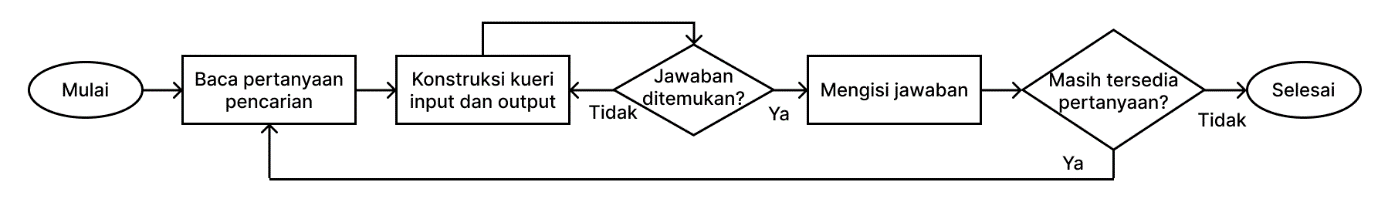 Mulai
Baca pertanyaan
pencarian
Konstruksi kueri
input dan output
Jawaban
ditemukan?
Tidak
Ya
Mengisi jawaban
Masih tersedia
pertanyaan?
Tidak
Ya
Selesai